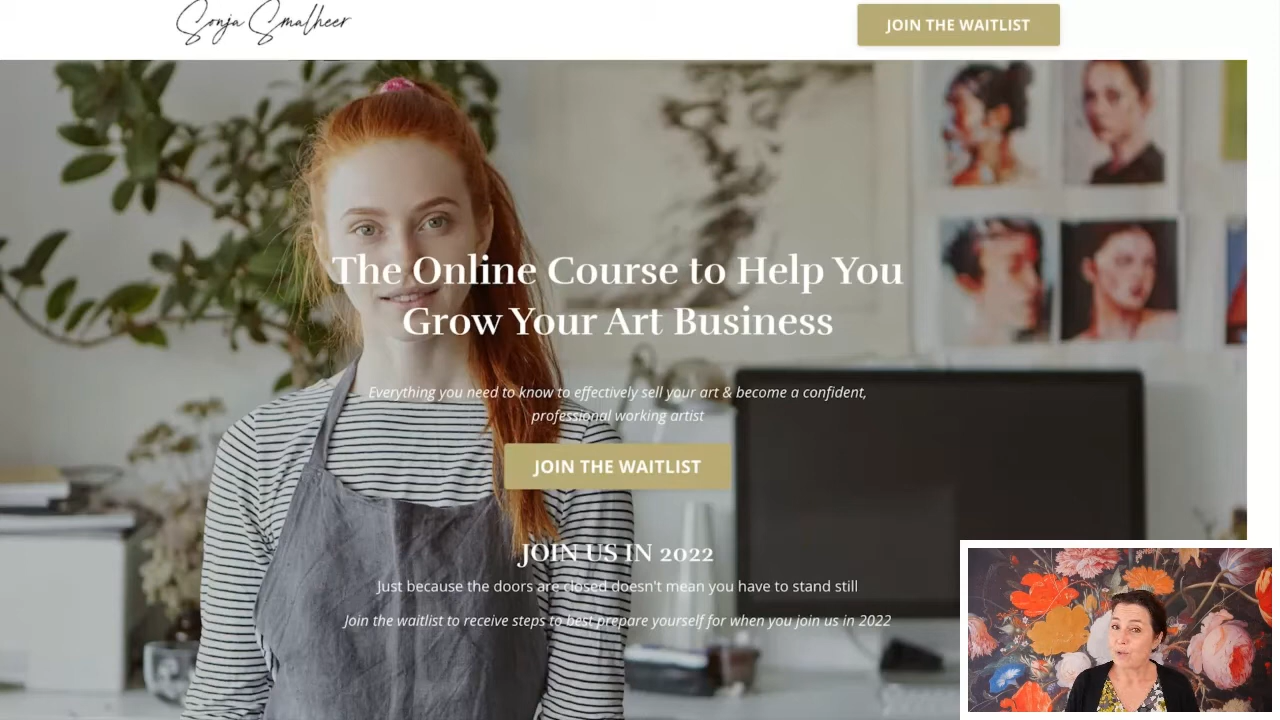 Sonja Smalheer
JOIN THE WAITLIST
The Online Course to Help You
Grow Your Art Business
Everything you need to know to effectively sell your art & become a confident,
professional working artist
JOIN THE WAITLIST
JOIN US IN 2022
Just because the doors are closed doesn't mean you have to stand still
Join the waitlist to receive steps to best prepare yourself for when you join us in 2022